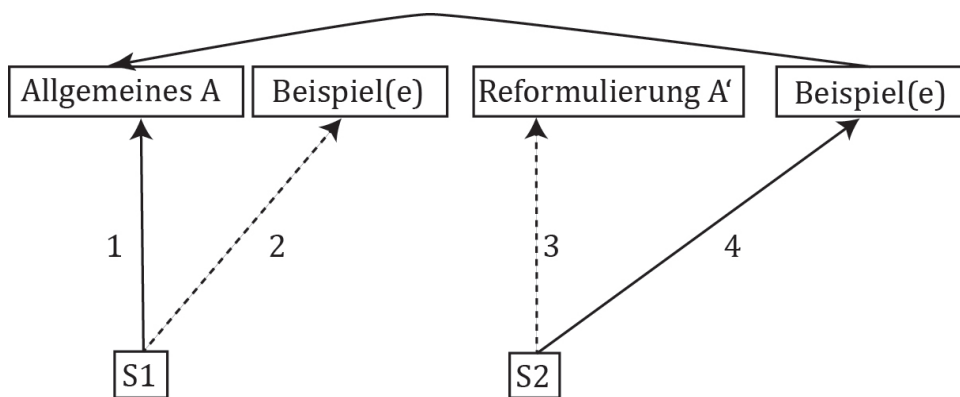 Allgemeines A Beispiel(e) Reformulierung A‘ Beispiel(e)
1 2 3 4
S1 S2